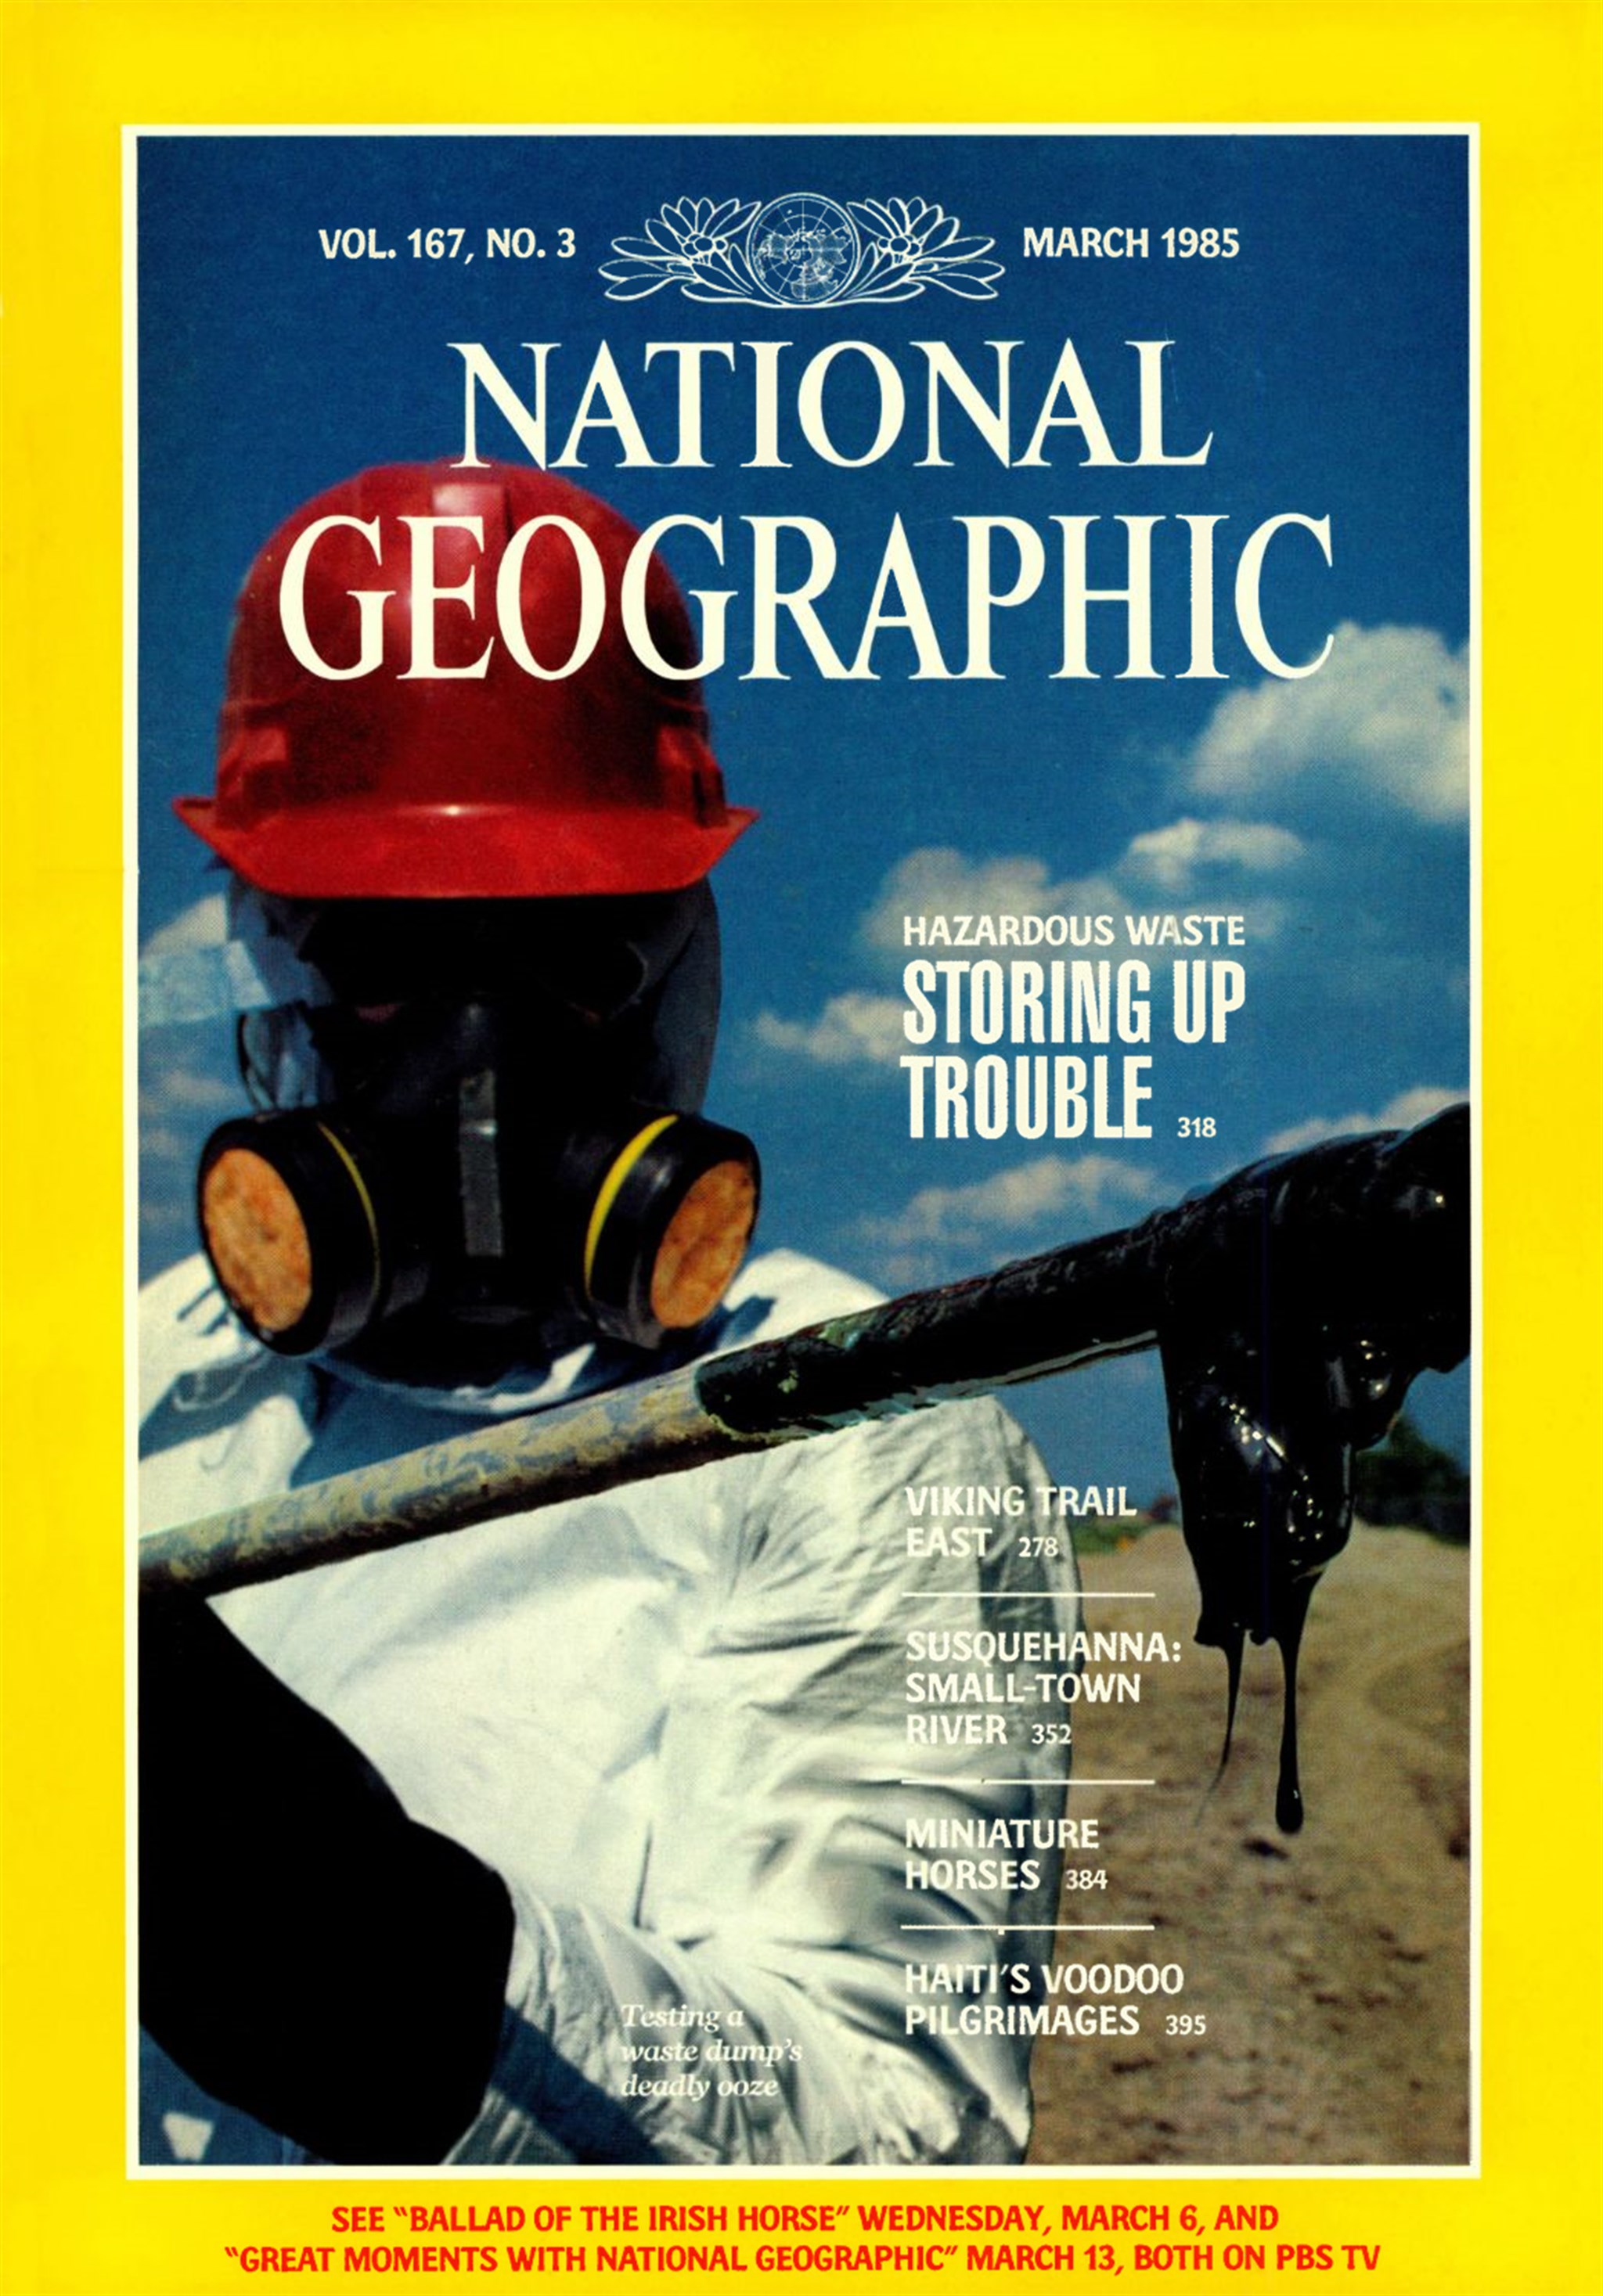 VOL. 167, NO. 3
MARCH 1985
NATIONAL
GEOGRAPHIC
HAZARDOUS WASTE
STORING UP
TROUBLE 318
VIKING TRAIL
EAST 278
SUSQUEHANNA:
SMALL-TOWN
RIVER 352
MINIATURE
HORSES 384
HAITI'S VOODOO
PILGRIMAGES 395
Testing a
waste dump's
deadly ooze
SEE "BALLAD OF THE IRISH HORSE" WEDNESDAY, MARCH 6, AND
"GREAT MOMENTS WITH NATIONAL GEOGRAPHIC" MARCH 13, BOTH ON PBS TV